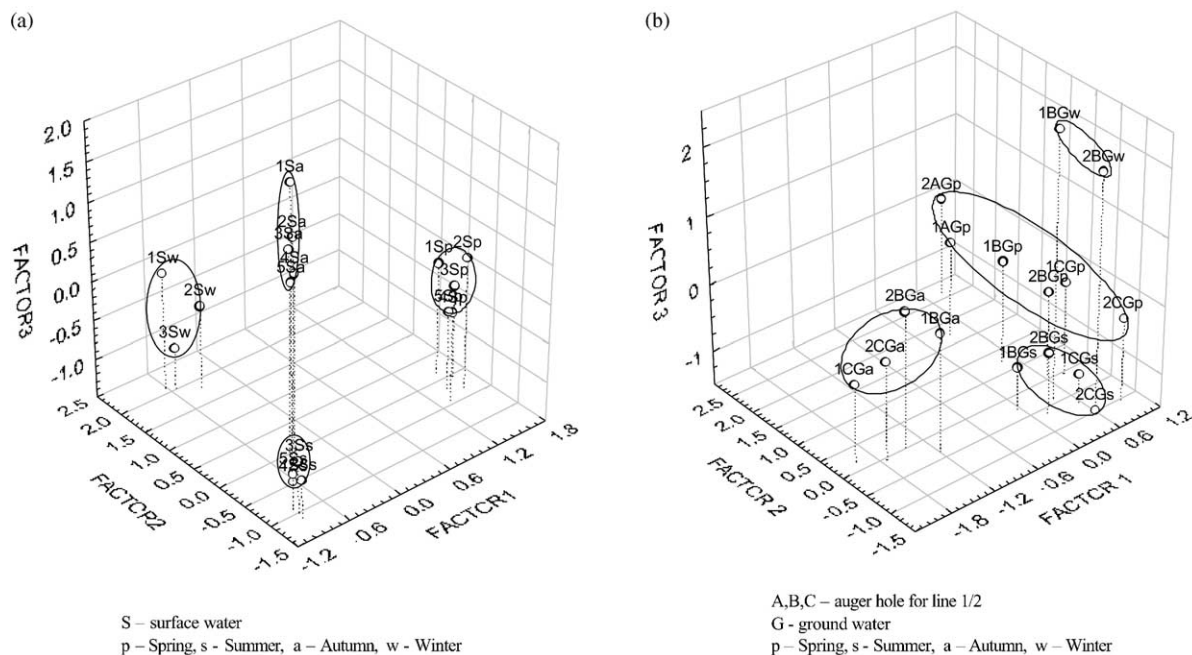 (a)
FACTOR3
2.0
1.5
1.0
0.5
0.0
-0.5
-1.0
1Sa
2Sa
3Sa
4Sa
5Sa
1Sw
2Sw
3Sw
1Sp
2Sp
3Sp
3Ss
2.5
2.0
1.5
1.0
0.5
0.0
-0.5
-1.0
-1.5
FACTCR2
-1.2
0.6
0.0
0.6
1.2
1.8
FACTCR1
S – surface water
p – Spring, s - Summer, a – Autumn, w - Winter
(b)
FACTOR 3
2
1
0
-1
1BGw
2BGw
2AGp
1AGp
1BGp
1CGp
2BGp
2CGp
2BGa
1BGa
2CGa
1CGa
2BGs
1BGs
1CGs
2CGs
2.5
2.0
1.5
1.0
0.5
0.0
-0.5
-1.0
-1.5
FACTCR 2
-1.8
-1.2
0.6
0.0
0.6
1.2
FACTCR 1
A,B,C – auger hole for line 1/2
G - ground water
p – Spring, s - Summer, a – Autumn, w – Winter